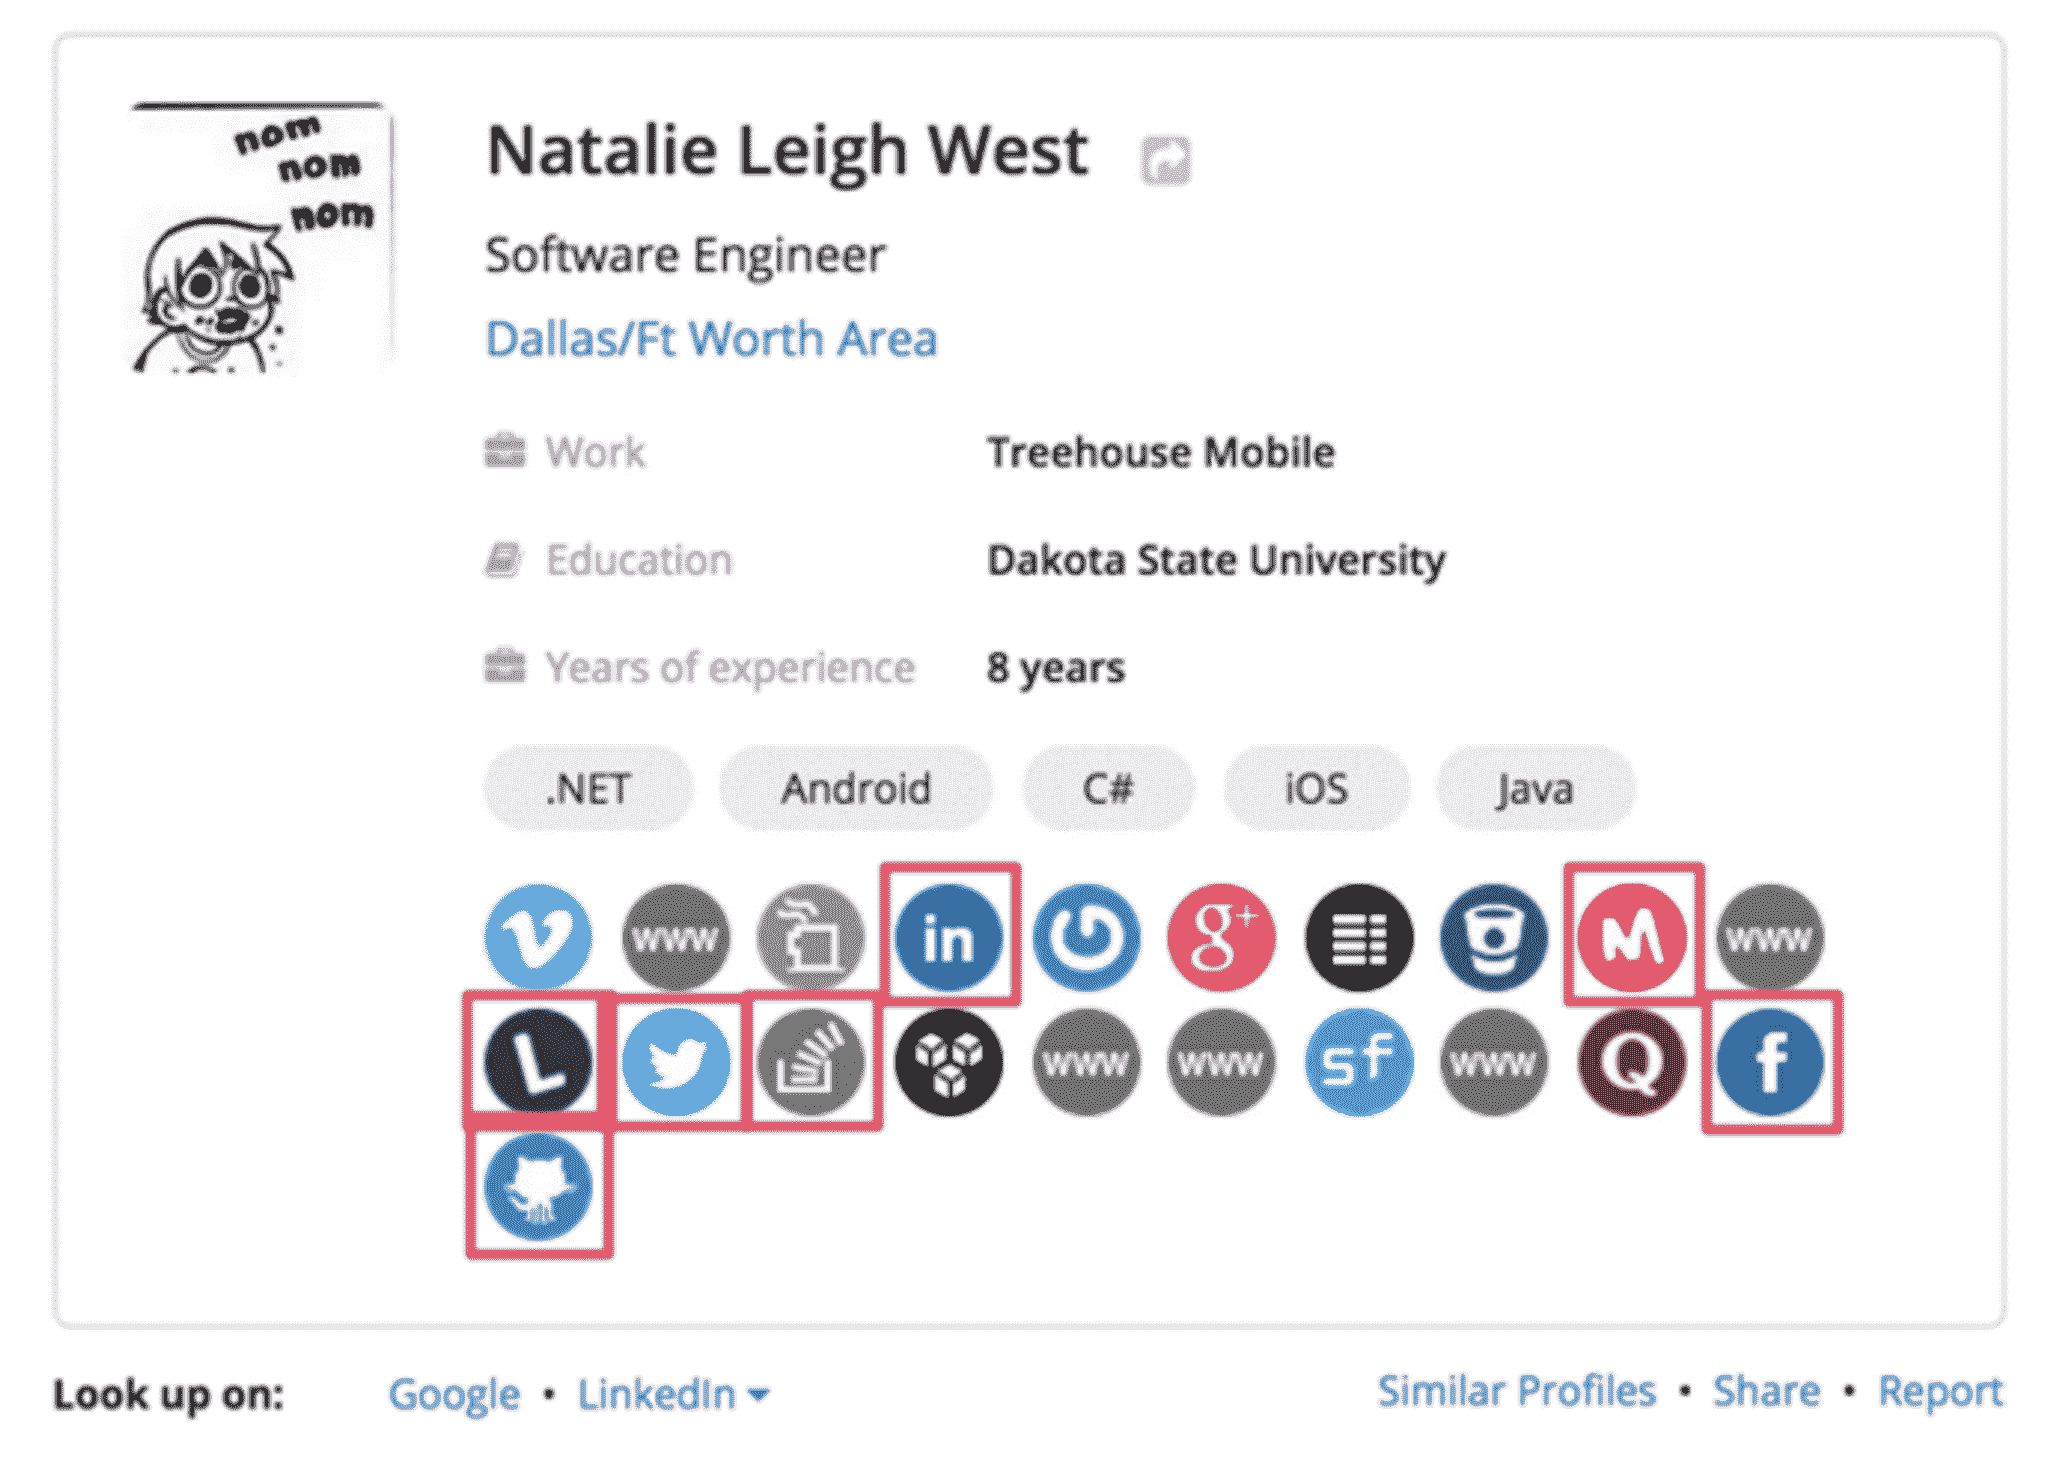 nom
nom
nom
Natalie Leigh West
Software Engineer
Dallas/Ft Worth Area
Work Treehouse Mobile
Education Dakota State University
Years of experience 8 years
.NET Android C# iOS Java
v www in g+ M www
L www www sf www Q f
Look up on: Google • LinkedIn Similar Profiles • Share • Report